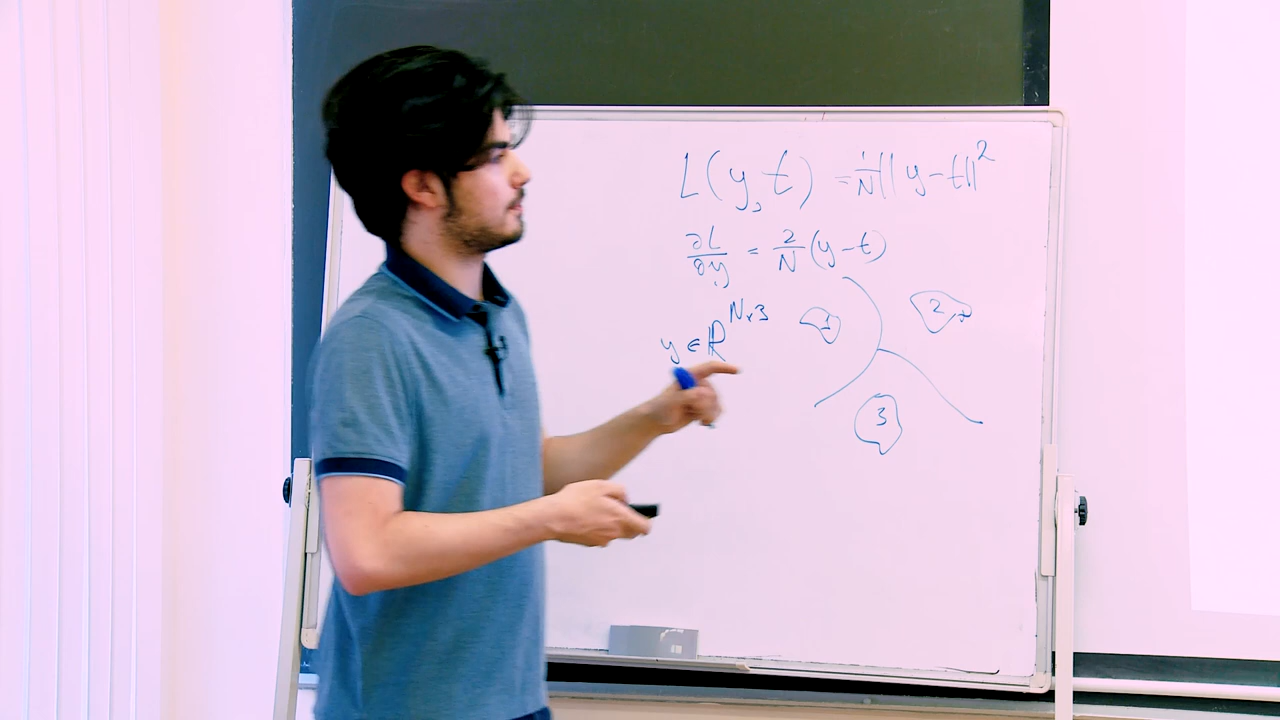 L(y,t) = 1/N ||y-t||²
∂L/∂y = 2/N (y-t)
y ∈ ℝ^{N×3}
1
2
3